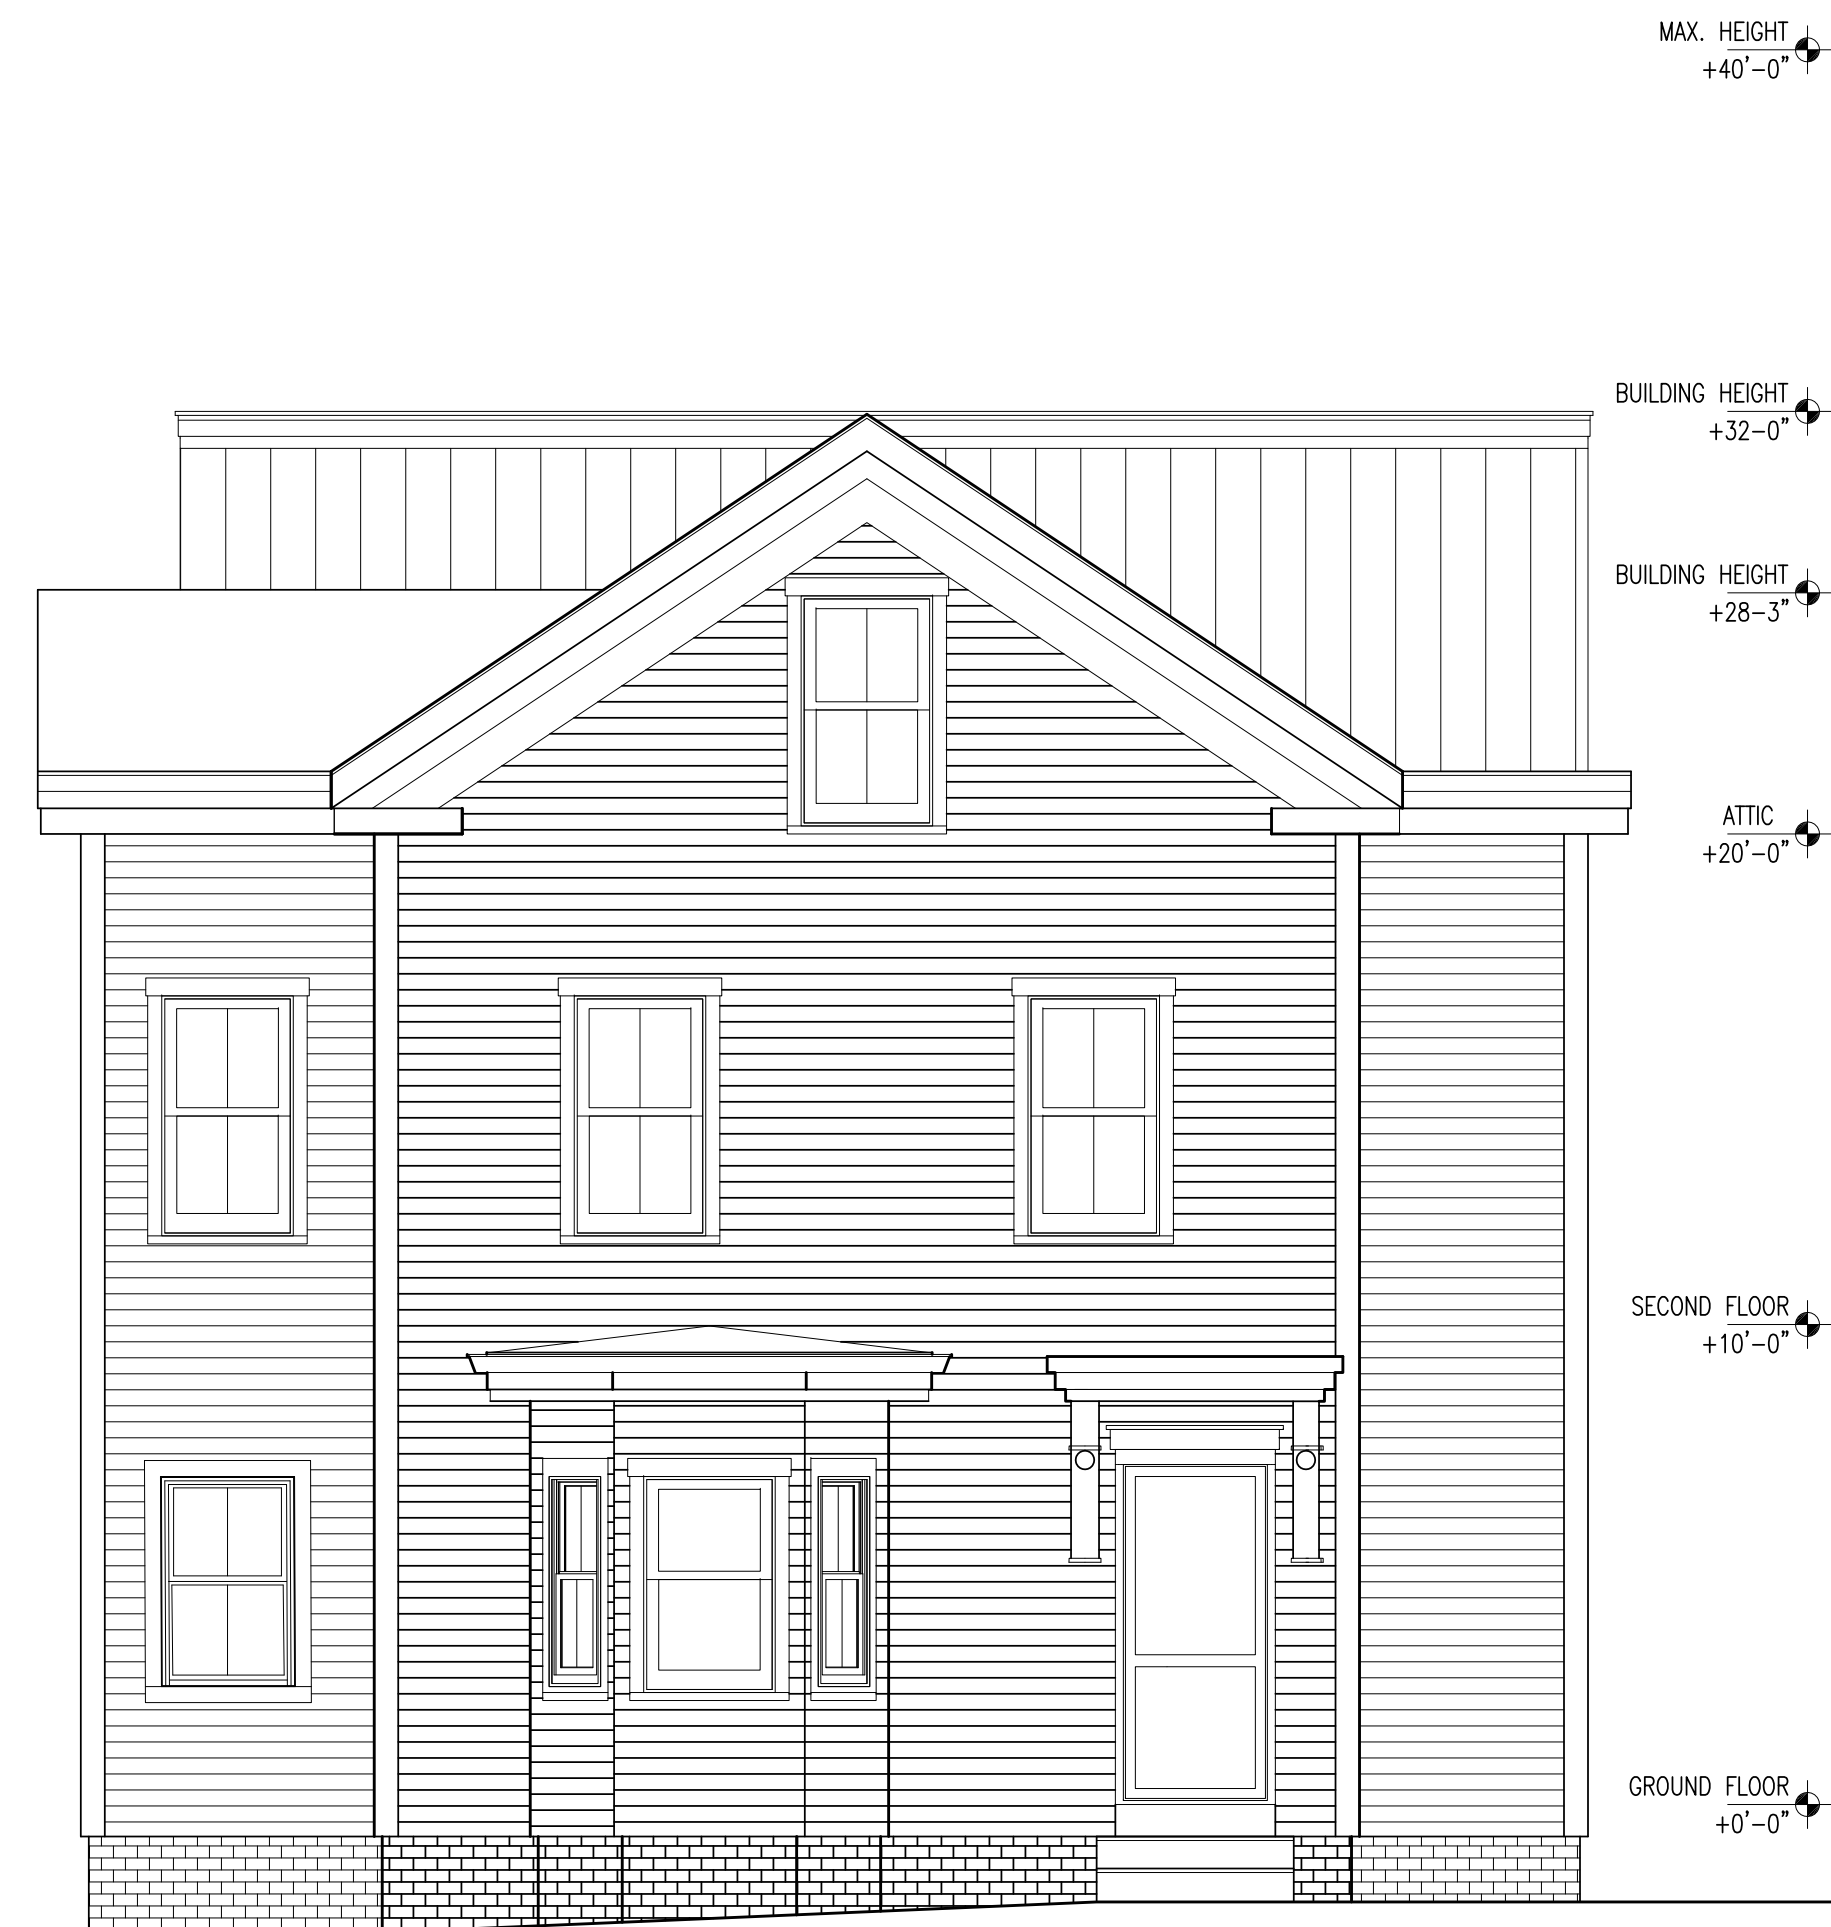 MAX. HEIGHT
+40'-0"
BUILDING HEIGHT
+32-0"
BUILDING HEIGHT
+28-3"
ATTIC
+20'-0"
SECOND FLOOR
+10'-0"
GROUND FLOOR
+0'-0"